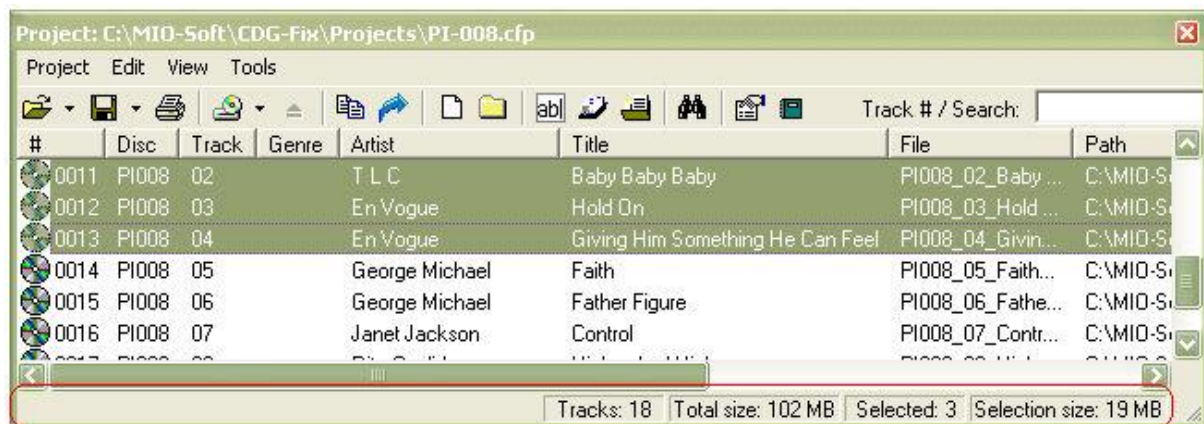 Project: C:\MIO-Soft\CDG-Fix\Projects\PI-008.cfp
Project Edit View Tools
abl Track # / Search:
# Disc Track Genre Artist Title File Path
0011 PI008 02 T L C Baby Baby Baby PI008_02_Baby ... C:\MIO-S
0012 PI008 03 En Vogue Hold On PI008_03_Hold ... C:\MIO-S
0013 PI008 04 En Vogue Giving Him Something He Can Feel PI008_04_Givin... C:\MIO-S
0014 PI008 05 George Michael Faith PI008_05_Faith... C:\MIO-S
0015 PI008 06 George Michael Father Figure PI008_06_Fathe... C:\MIO-S
0016 PI008 07 Janet Jackson Control PI008_07_Contr... C:\MIO-S
Tracks: 18 Total size: 102 MB Selected: 3 Selection size: 19 MB